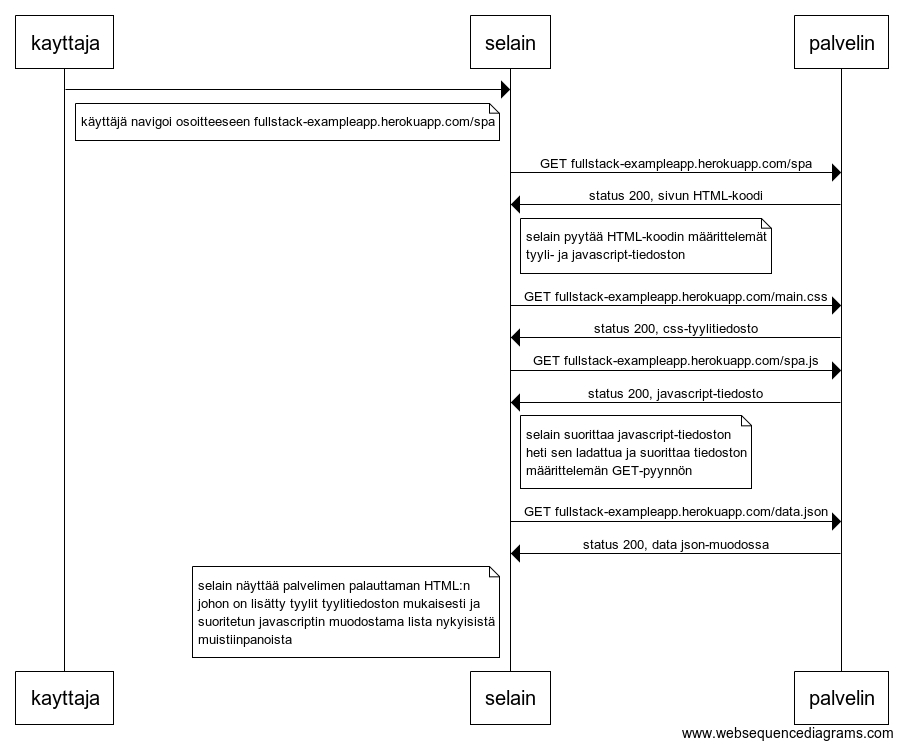 kayttaja
selain
palvelin
käyttäjä navigoi osoitteeseen fullstack-exampleapp.herokuapp.com/spa
GET fullstack-exampleapp.herokuapp.com/spa
status 200, sivun HTML-koodi
selain pyytää HTML-koodin määrittelemät
tyyli- ja javascript-tiedoston
GET fullstack-exampleapp.herokuapp.com/main.css
status 200, css-tyylitiedosto
GET fullstack-exampleapp.herokuapp.com/spa.js
status 200, javascript-tiedosto
selain suorittaa javascript-tiedoston
heti sen ladattua ja suorittaa tiedoston
määrittelemän GET-pyynnön
GET fullstack-exampleapp.herokuapp.com/data.json
status 200, data json-muodossa
selain näyttää palvelimen palauttaman HTML:n
johon on lisätty tyylit tyylitiedoston mukaisesti ja
suoritetun javascriptin muodostama lista nykyisistä
muistiinpanoista
kayttaja
selain
palvelin
www.websequencediagrams.com